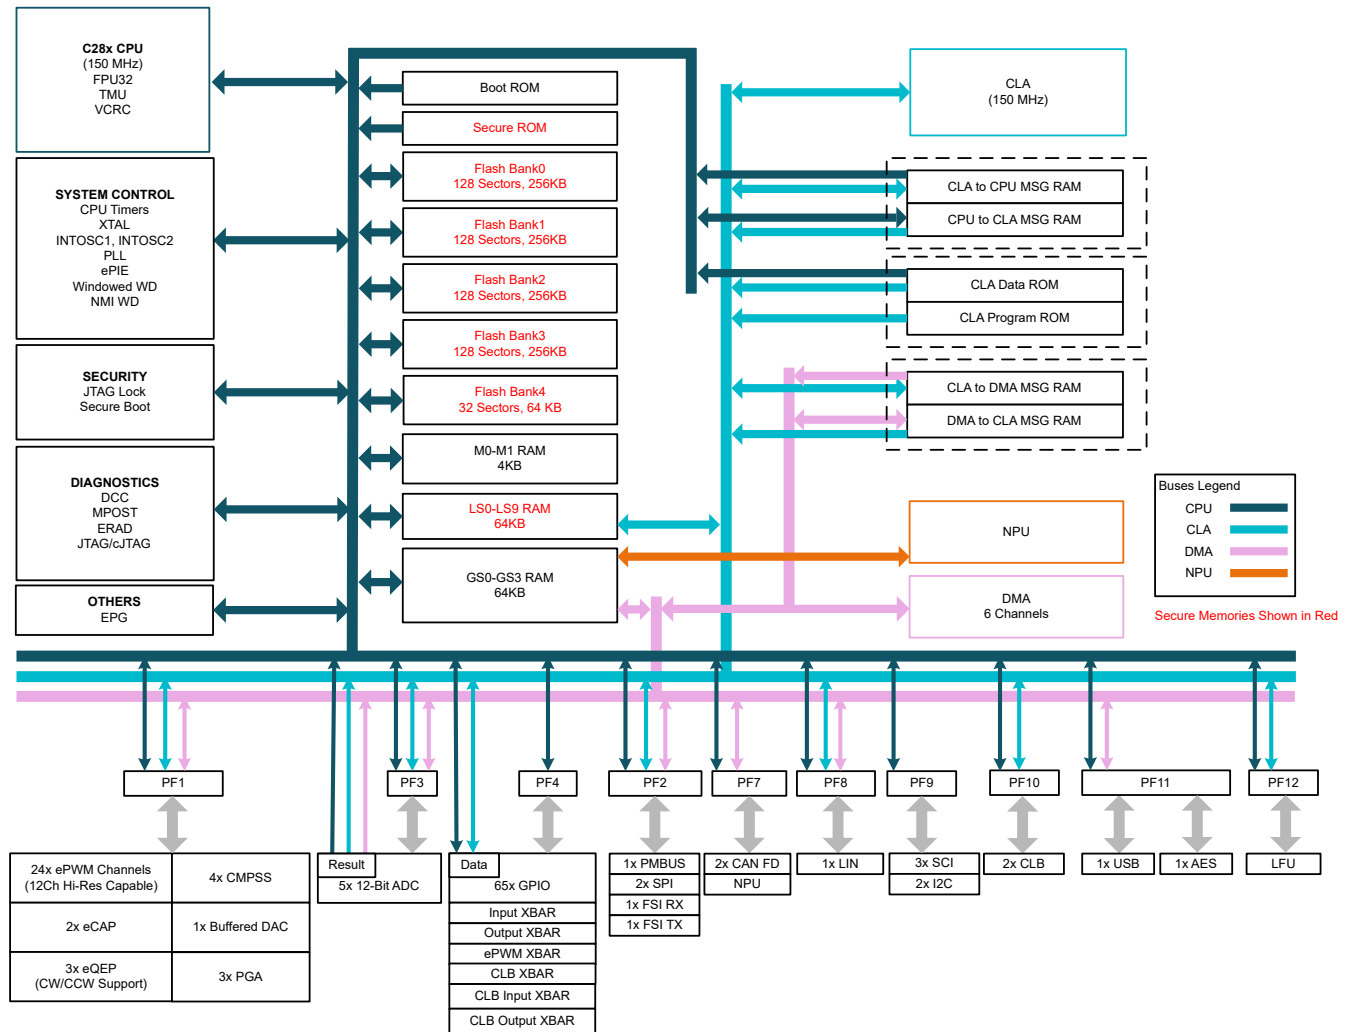 C28x CPU
(150 MHz)
FPU32
TMU
VCRC
SYSTEM CONTROL
CPU Timers
XTAL
INTOSC1, INTOSC2
PLL
ePIE
Windowed WD
NMI WD
SECURITY
JTAG Lock
Secure Boot
DIAGNOSTICS
DCC
MPOST
ERAD
JTAG/cJTAG
OTHERS
EPG
Boot ROM
Secure ROM
Flash Bank0
128 Sectors, 256KB
Flash Bank1
128 Sectors, 256KB
Flash Bank2
128 Sectors, 256KB
Flash Bank3
128 Sectors, 256KB
Flash Bank4
32 Sectors, 64 KB
M0-M1 RAM
4KB
LS0-LS9 RAM
64KB
GS0-GS3 RAM
64KB
CLA
(150 MHz)
CLA to CPU MSG RAM
CPU to CLA MSG RAM
CLA Data ROM
CLA Program ROM
CLA to DMA MSG RAM
DMA to CLA MSG RAM
NPU
DMA
6 Channels
Buses Legend
CPU
CLA
DMA
NPU
Secure Memories Shown in Red
PF1
PF3
PF4
PF2
PF7
PF8
PF9
PF10
PF11
PF12
24x ePWM Channels
(12Ch Hi-Res Capable)
4x CMPSS
2x eCAP
1x Buffered DAC
3x eQEP
(CW/CCW Support)
3x PGA
Result
5x 12-Bit ADC
Data
65x GPIO
Input XBAR
Output XBAR
ePWM XBAR
CLB XBAR
CLB Input XBAR
CLB Output XBAR
1x PMBUS
2x SPI
1x FSI RX
1x FSI TX
2x CAN FD
NPU
1x LIN
3x SCI
2x I2C
2x CLB
1x USB
1x AES
LFU